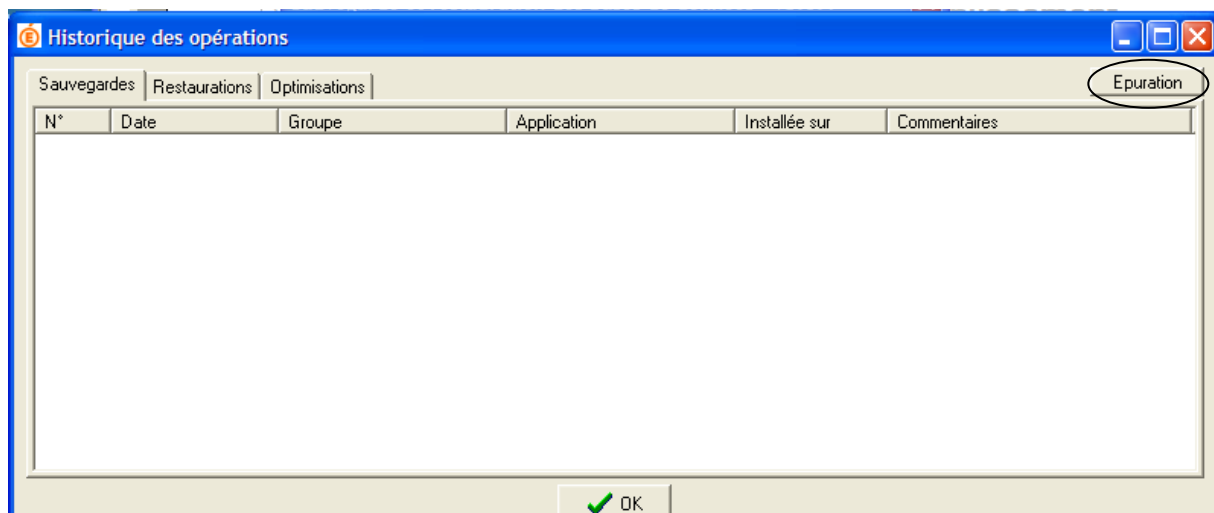 Historique des opérations
Sauvegardes Restaurations Optimisations Epuration
N° Date Groupe Application Installée sur Commentaires
OK